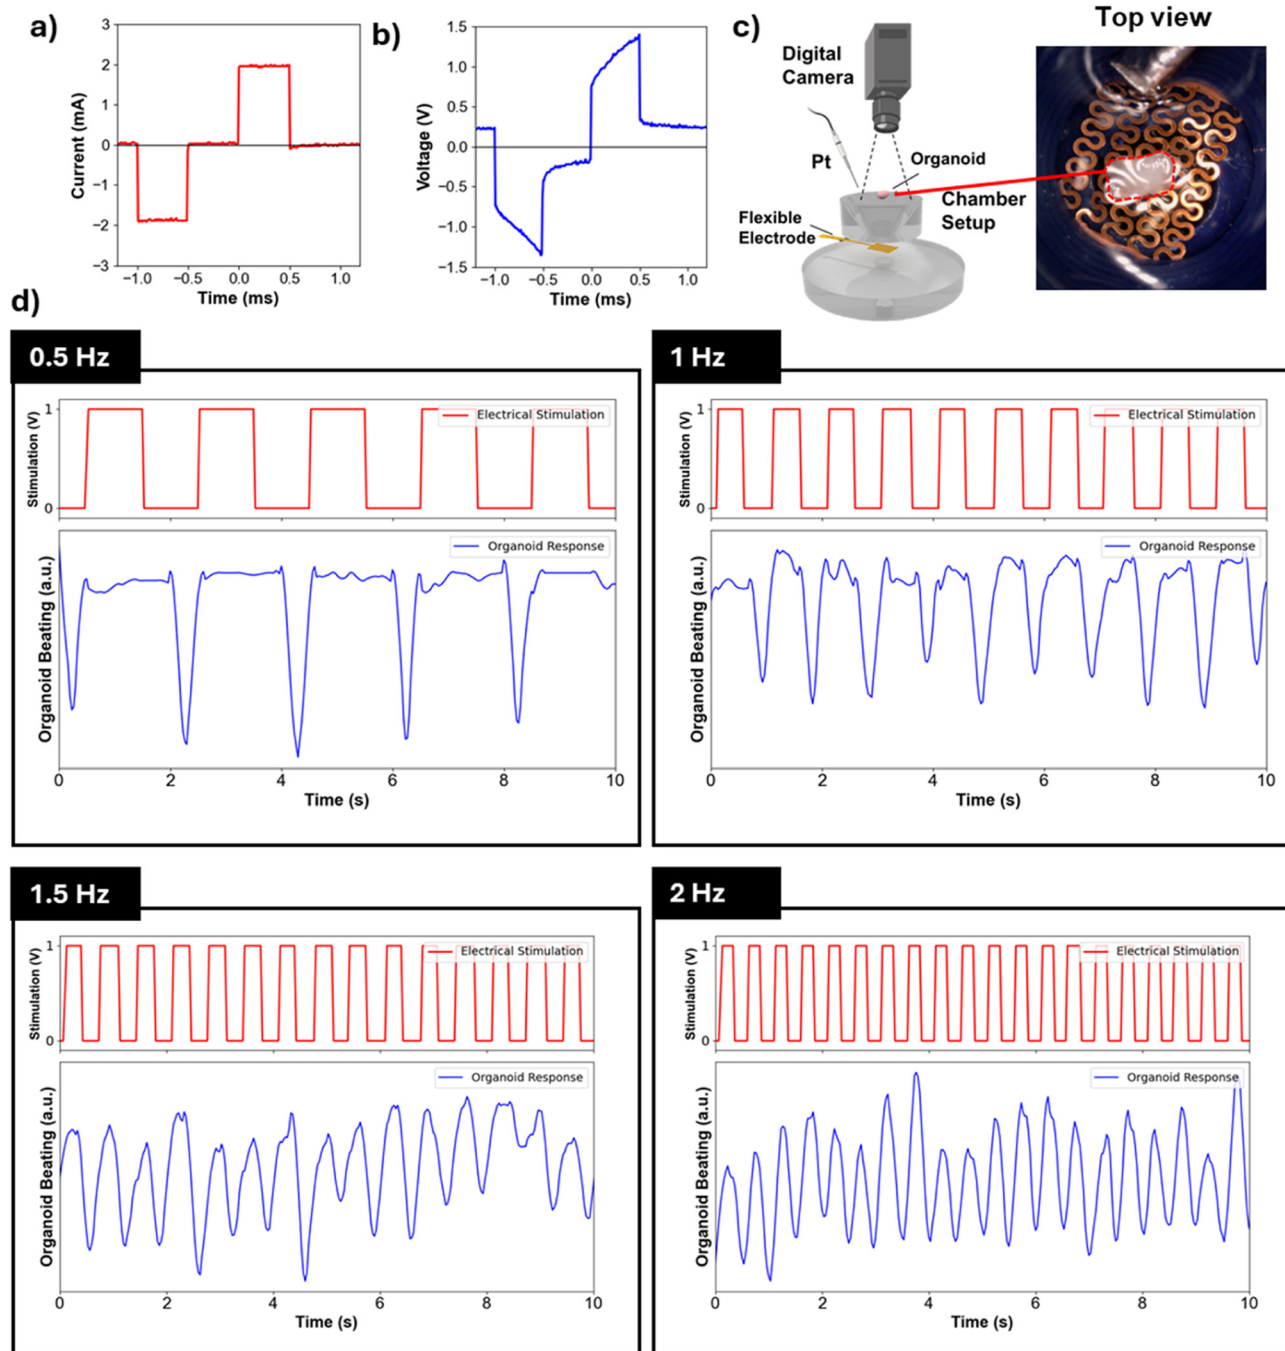 a)
3
2
1
0
−1
−2
−3
Current (mA)
−1.0 −0.5 0.0 0.5 1.0
Time (ms)
b)
1.5
1.0
0.5
0.0
−0.5
−1.0
−1.5
Voltage (V)
−1.0 −0.5 0.0 0.5 1.0
Time (ms)
c)
Top view
Digital
Camera
Pt
Organoid
Chamber
Setup
Flexible
Electrode
d)
0.5 Hz
1
0
Stimulation (V)
Electrical Stimulation
Organoid Response
Organoid Beating (a.u.)
0 2 4 6 8 10
Time (s)
1 Hz
1
0
Stimulation (V)
Electrical Stimulation
Organoid Response
Organoid Beating (a.u.)
0 2 4 6 8 10
Time (s)
1.5 Hz
1
0
Stimulation (V)
Electrical Stimulation
Organoid Response
Organoid Beating (a.u.)
0 2 4 6 8 10
Time (s)
2 Hz
1
0
Stimulation (V)
Electrical Stimulation
Organoid Response
Organoid Beating (a.u.)
0 2 4 6 8 10
Time (s)